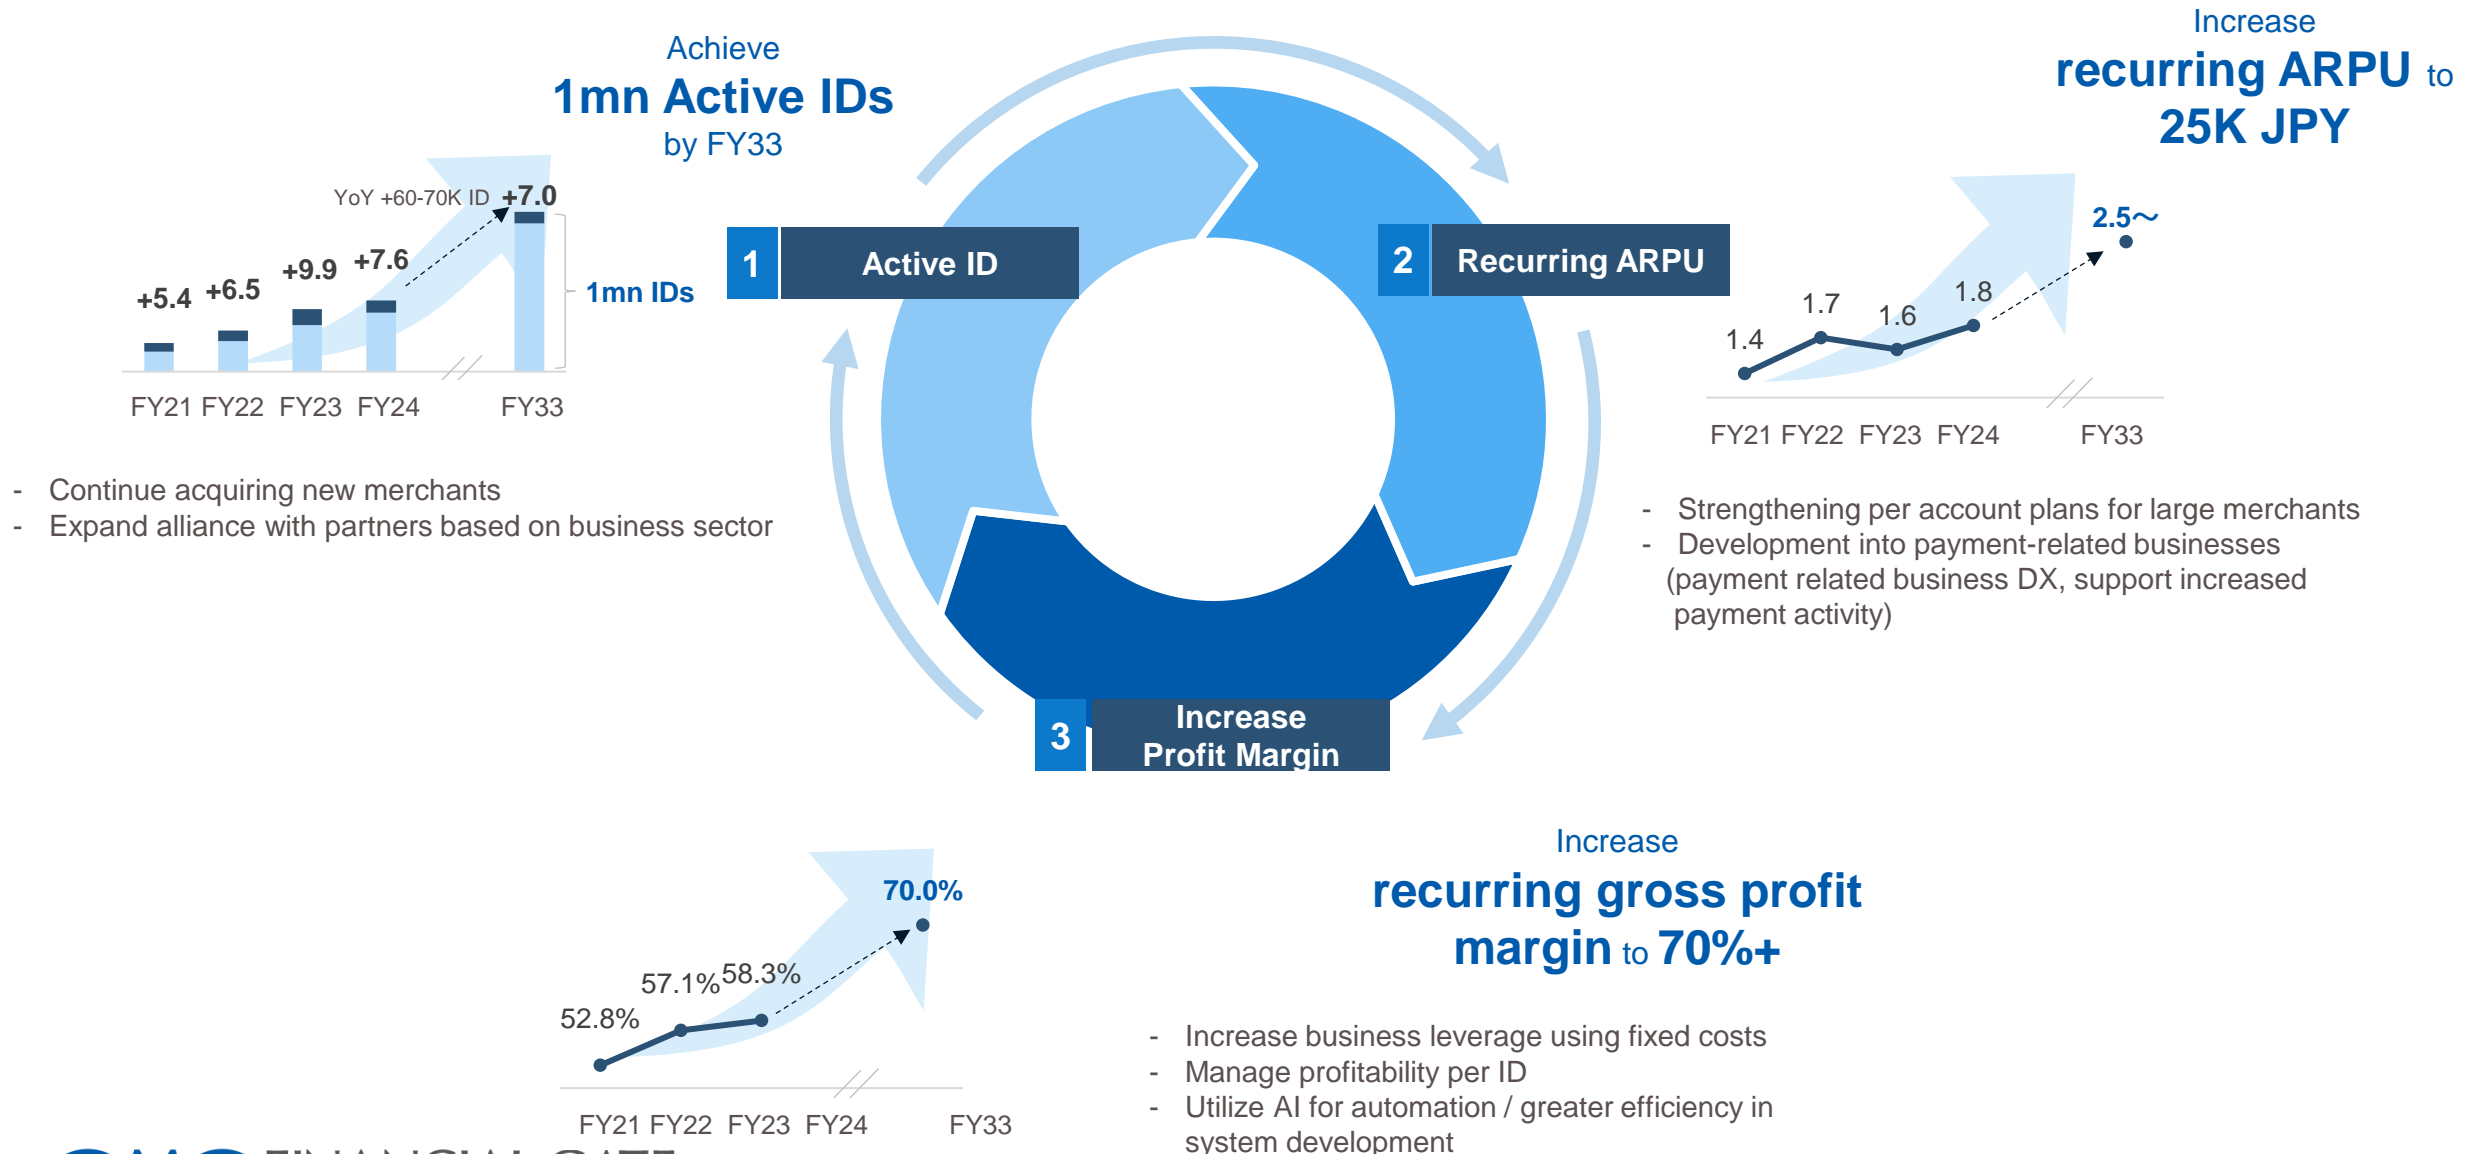 Achieve
1mn Active IDs
by FY33
YoY +60-70K ID
+7.0
+5.4
+6.5
+9.9
+7.6
1mn IDs
FY21 FY22 FY23 FY24 FY33
- Continue acquiring new merchants
- Expand alliance with partners based on business sector
1 Active ID
2 Recurring ARPU
3 Increase
Profit Margin
Increase
recurring ARPU to
25K JPY
2.5～
1.4
1.7
1.6
1.8
FY21 FY22 FY23 FY24 FY33
- Strengthening per account plans for large merchants
- Development into payment-related businesses
(payment related business DX, support increased
payment activity)
70.0%
52.8%
57.1%
58.3%
FY21 FY22 FY23 FY24 FY33
Increase
recurring gross profit
margin to 70%+
- Increase business leverage using fixed costs
- Manage profitability per ID
- Utilize AI for automation / greater efficiency in
system development